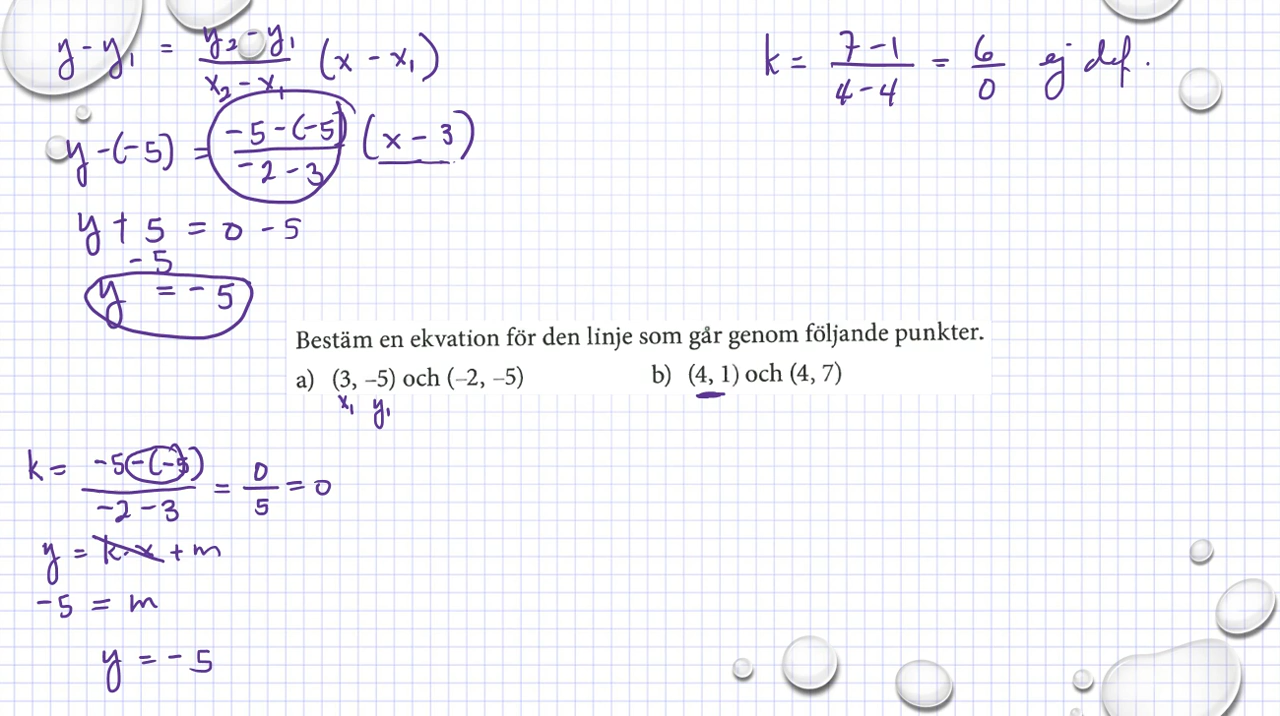 y - y₁ = y₂ - y₁ / x₂ - x₁ (x - x₁)
y - (-5) = -5 - (-5) / -2 - 3 (x - 3)
y + 5 = 0 - 5
-5
y = -5
k = 7 - 1 / 4 - 4 = 6 / 0 ej def.
Bestäm en ekvation för den linje som går genom följande punkter.
a) (3, –5) och (–2, –5) b) (4, 1) och (4, 7)
x₁ y₁
k = -5 - (-5) / -2 - 3 = 0 / 5 = 0
y = k·x + m
-5 = m
y = -5